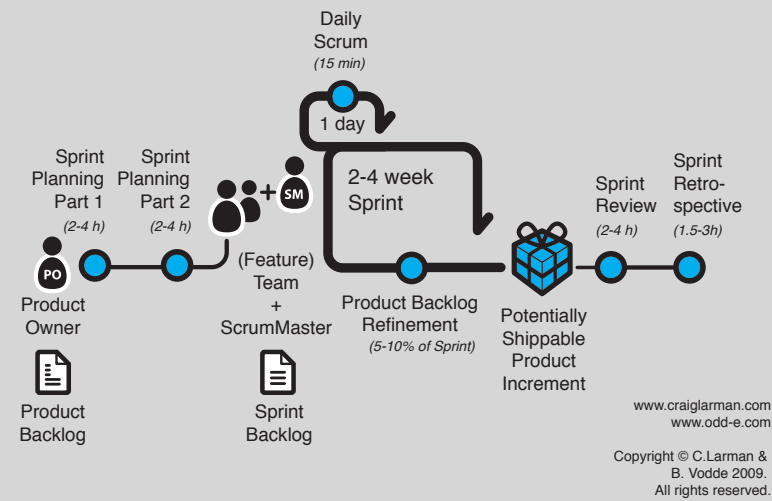 Daily
Scrum
(15 min)
1 day
Sprint
Planning
Part 1
(2-4 h)
Sprint
Planning
Part 2
(2-4 h)
PO
Product
Owner
Product
Backlog
+
SM
(Feature)
Team
+
ScrumMaster
Sprint
Backlog
2-4 week
Sprint
Product Backlog
Refinement
(5-10% of Sprint)
Potentially
Shippable
Product
Increment
Sprint
Review
(2-4 h)
Sprint
Retro-
spective
(1.5-3h)
www.craiglarman.com
www.odd-e.com
Copyright © C.Larman &
B. Vodde 2009.
All rights reserved.